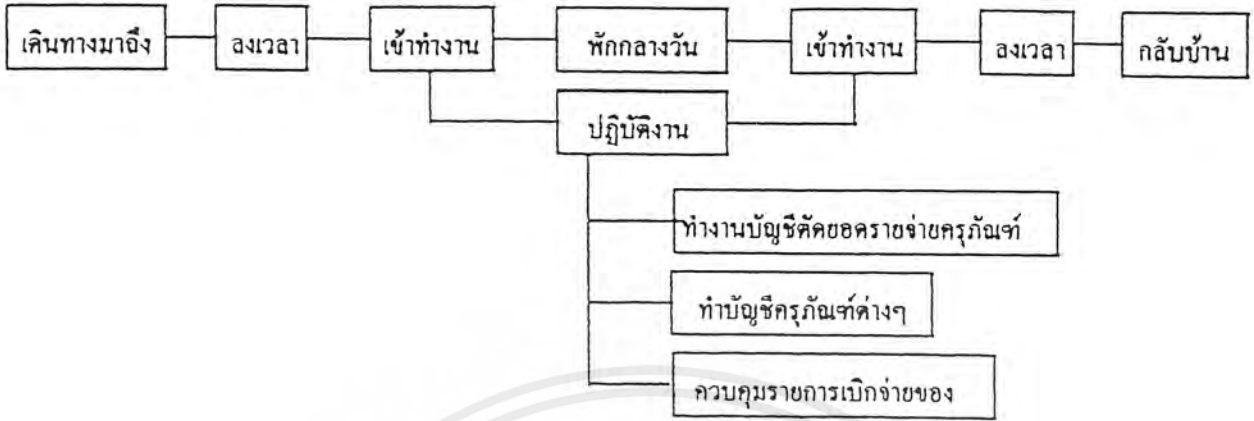 เดินทางมาถึง ลงเวลา เข้าทำงาน พักกลางวัน เข้าทำงาน ลงเวลา กลับบ้าน
ปฏิบัติงาน
ทำงานบัญชีตัดยอดรายจ่ายครุภัณฑ์
ทำบัญชีครุภัณฑ์ต่างๆ
ควบคุมรายการเบิกจ่ายของ